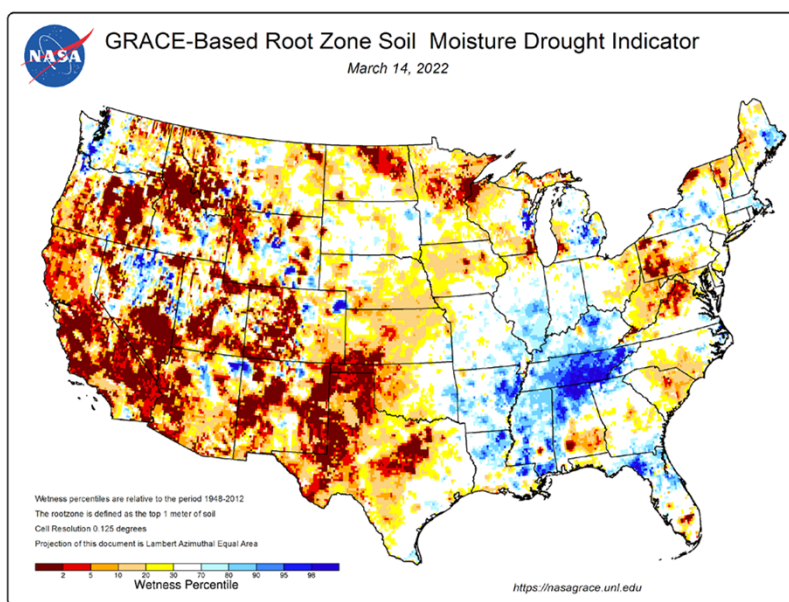 NASA
GRACE-Based Root Zone Soil Moisture Drought Indicator
March 14, 2022
Wetness percentiles are relative to the period 1948-2012
The rootzone is defined as the top 1 meter of soil
Cell Resolution 0.125 degrees
Projection of this document is Lambert Azimuthal Equal Area
2 5 10 20 30 70 80 90 95 98
Wetness Percentile
https://nasagrace.unl.edu